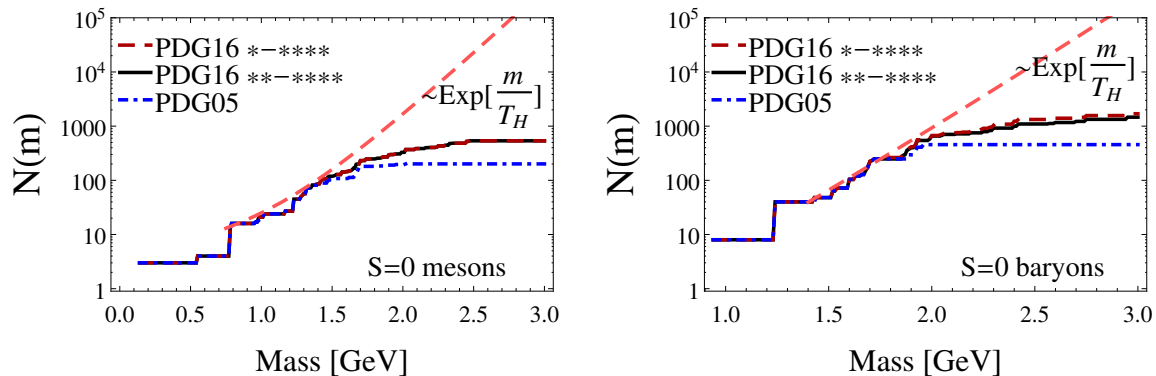 N(m)
10^5
10^4
1000
100
10
1
PDG16 *-****
PDG16 **-****
PDG05
~Exp[m/T_H]
S=0 mesons
0.0 0.5 1.0 1.5 2.0 2.5 3.0
Mass [GeV]
N(m)
10^5
10^4
1000
100
10
1
PDG16 *-****
PDG16 **-****
PDG05
~Exp[m/T_H]
S=0 baryons
1.0 1.5 2.0 2.5 3.0
Mass [GeV]